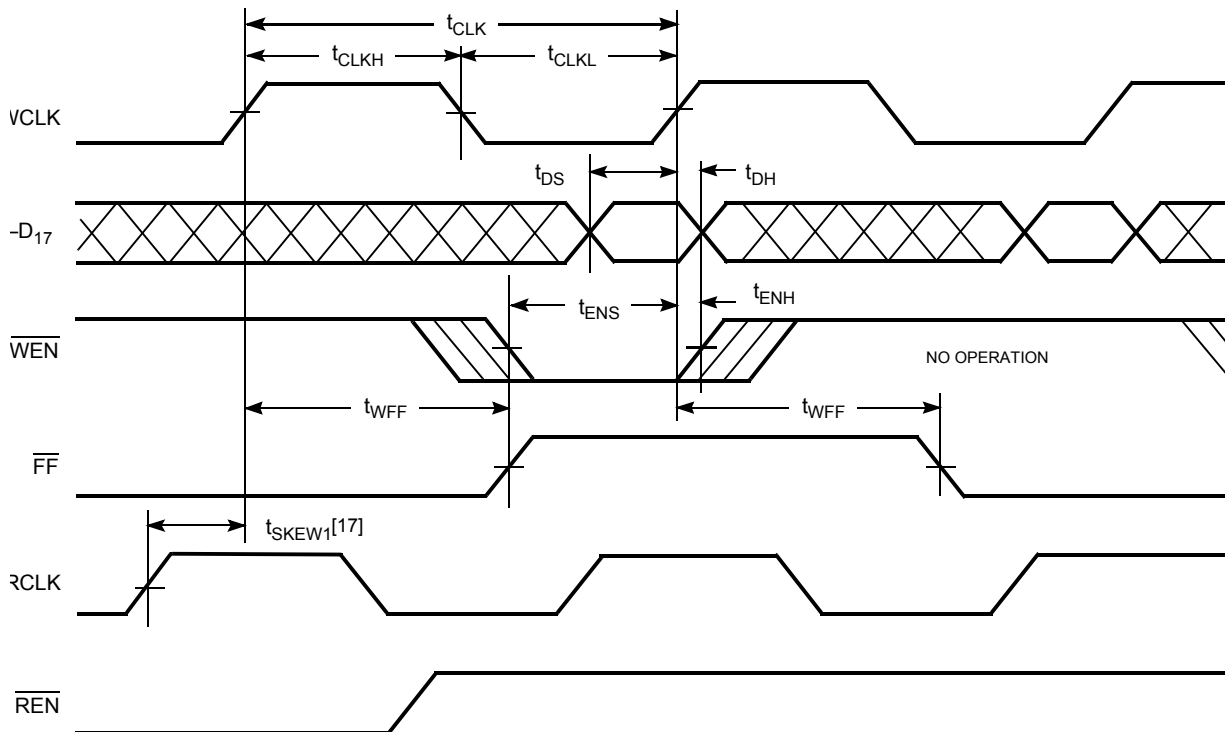 tCLK
tCLKH
tCLKL
WCLK
tDS
tDH
–D17
tENS
tENH
WEN
NO OPERATION
tWFF
tWFF
FF
tSKEW1[17]
RCLK
REN